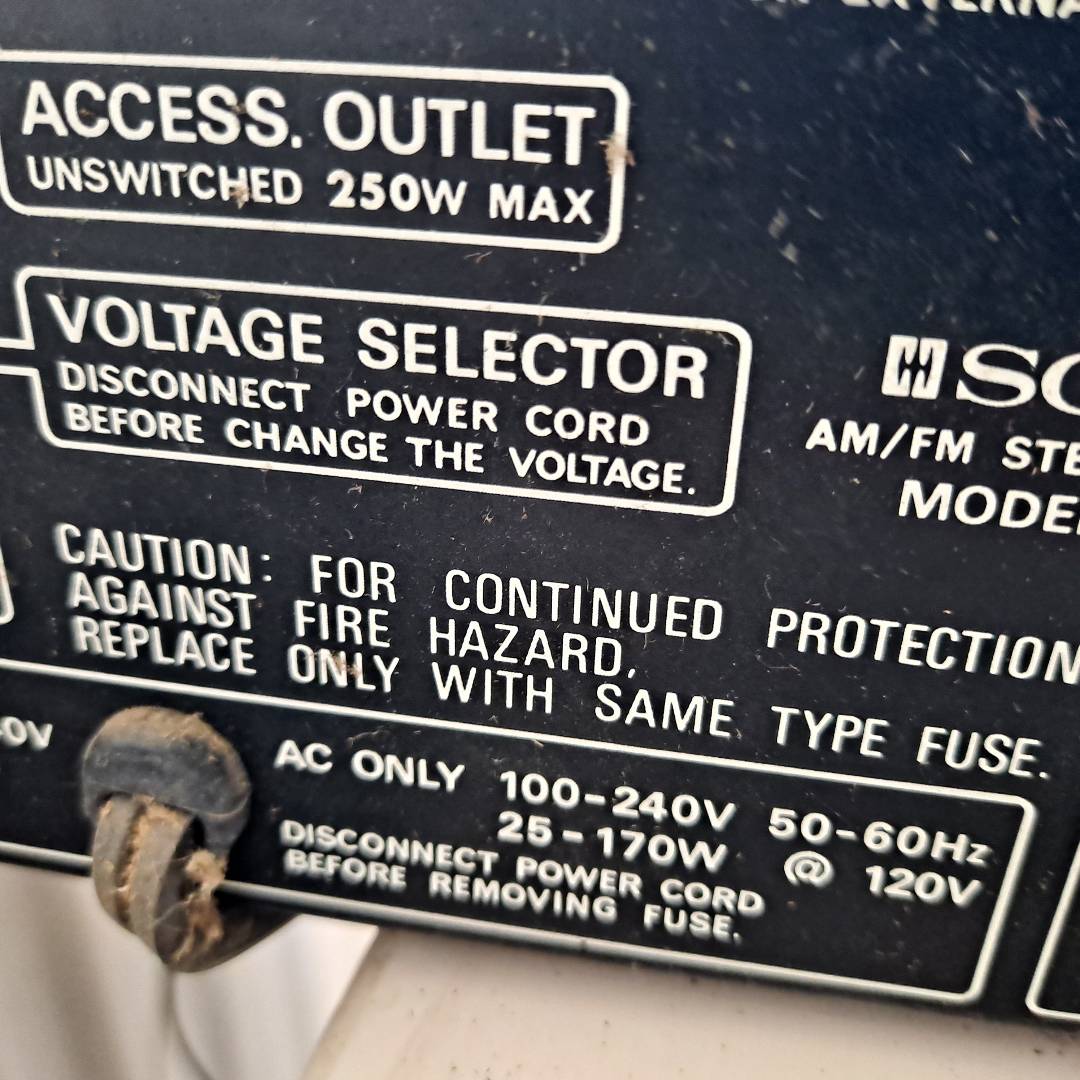 ACCESS. OUTLET
UNSWITCHED 250W MAX
VOLTAGE SELECTOR
DISCONNECT POWER CORD
BEFORE CHANGE THE VOLTAGE.
AM/FM
CAUTION: FOR CONTINUED PROTECTION
AGAINST FIRE HAZARD,
REPLACE ONLY WITH SAME TYPE FUSE.
AC ONLY 100-240V 50-60Hz
25-170W @ 120V
DISCONNECT POWER CORD
BEFORE REMOVING FUSE.